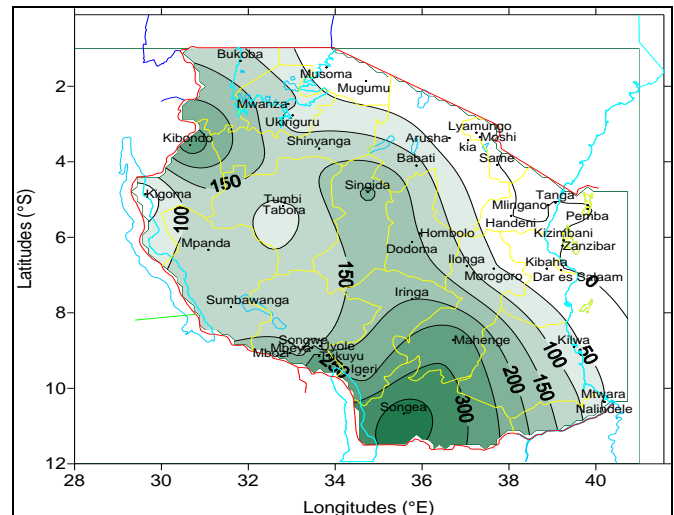 Bukoba
Musoma
Mugumu
Mwanza
Ukiriguru
Kibondo
Shinyanga
Arusha
Lyamungo
kia
Moshi
Babati
Same
150
Kigoma
Singida
Tumbi
Tabora
100
Mlingano
Tanga
Handeni
Pemba
Kizimbani
Zanzibar
Mpanda
Hombolo
Dodoma
Ilonga
Morogoro
Kibaha
Dar es Salaam
150
0
Sumbawanga
Iringa
Songwe
Mbeya
Uyole
Mbozi
Tukuyu
250
Igeri
Mahenge
Kilwa
50
100
150
200
300
Songea
Mtwara
Nalindele
2
4
6
8
10
12
Latitudes (°S)
28
30
32
34
36
38
40
Longitudes (°E)